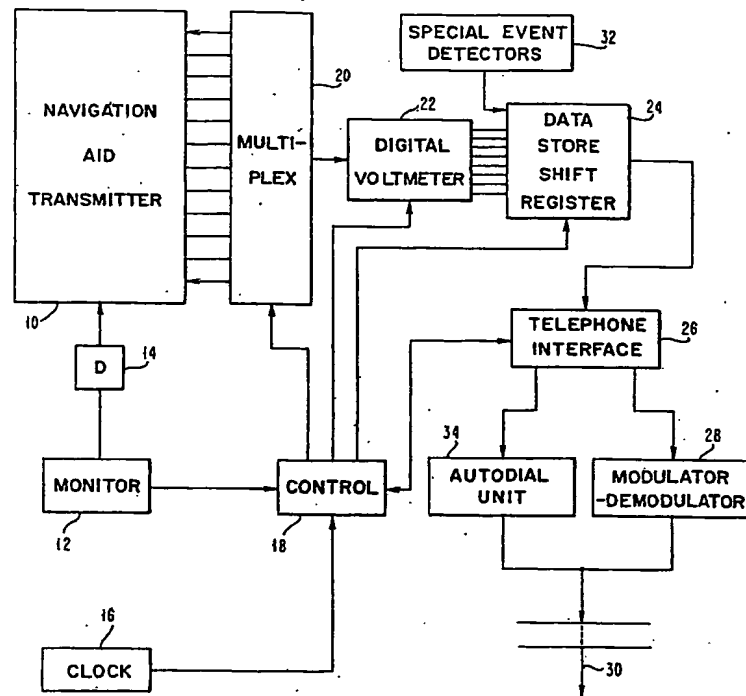 SPECIAL EVENT
DETECTORS
32
NAVIGATION
AID
TRANSMITTER
10
MULTI-
PLEX
20
DIGITAL
VOLTMETER
22
DATA
STORE
SHIFT
REGISTER
24
D
14
TELEPHONE
INTERFACE
26
MONITOR
12
CONTROL
18
AUTODIAL
UNIT
34
MODULATOR
-DEMODULATOR
28
CLOCK
16
30